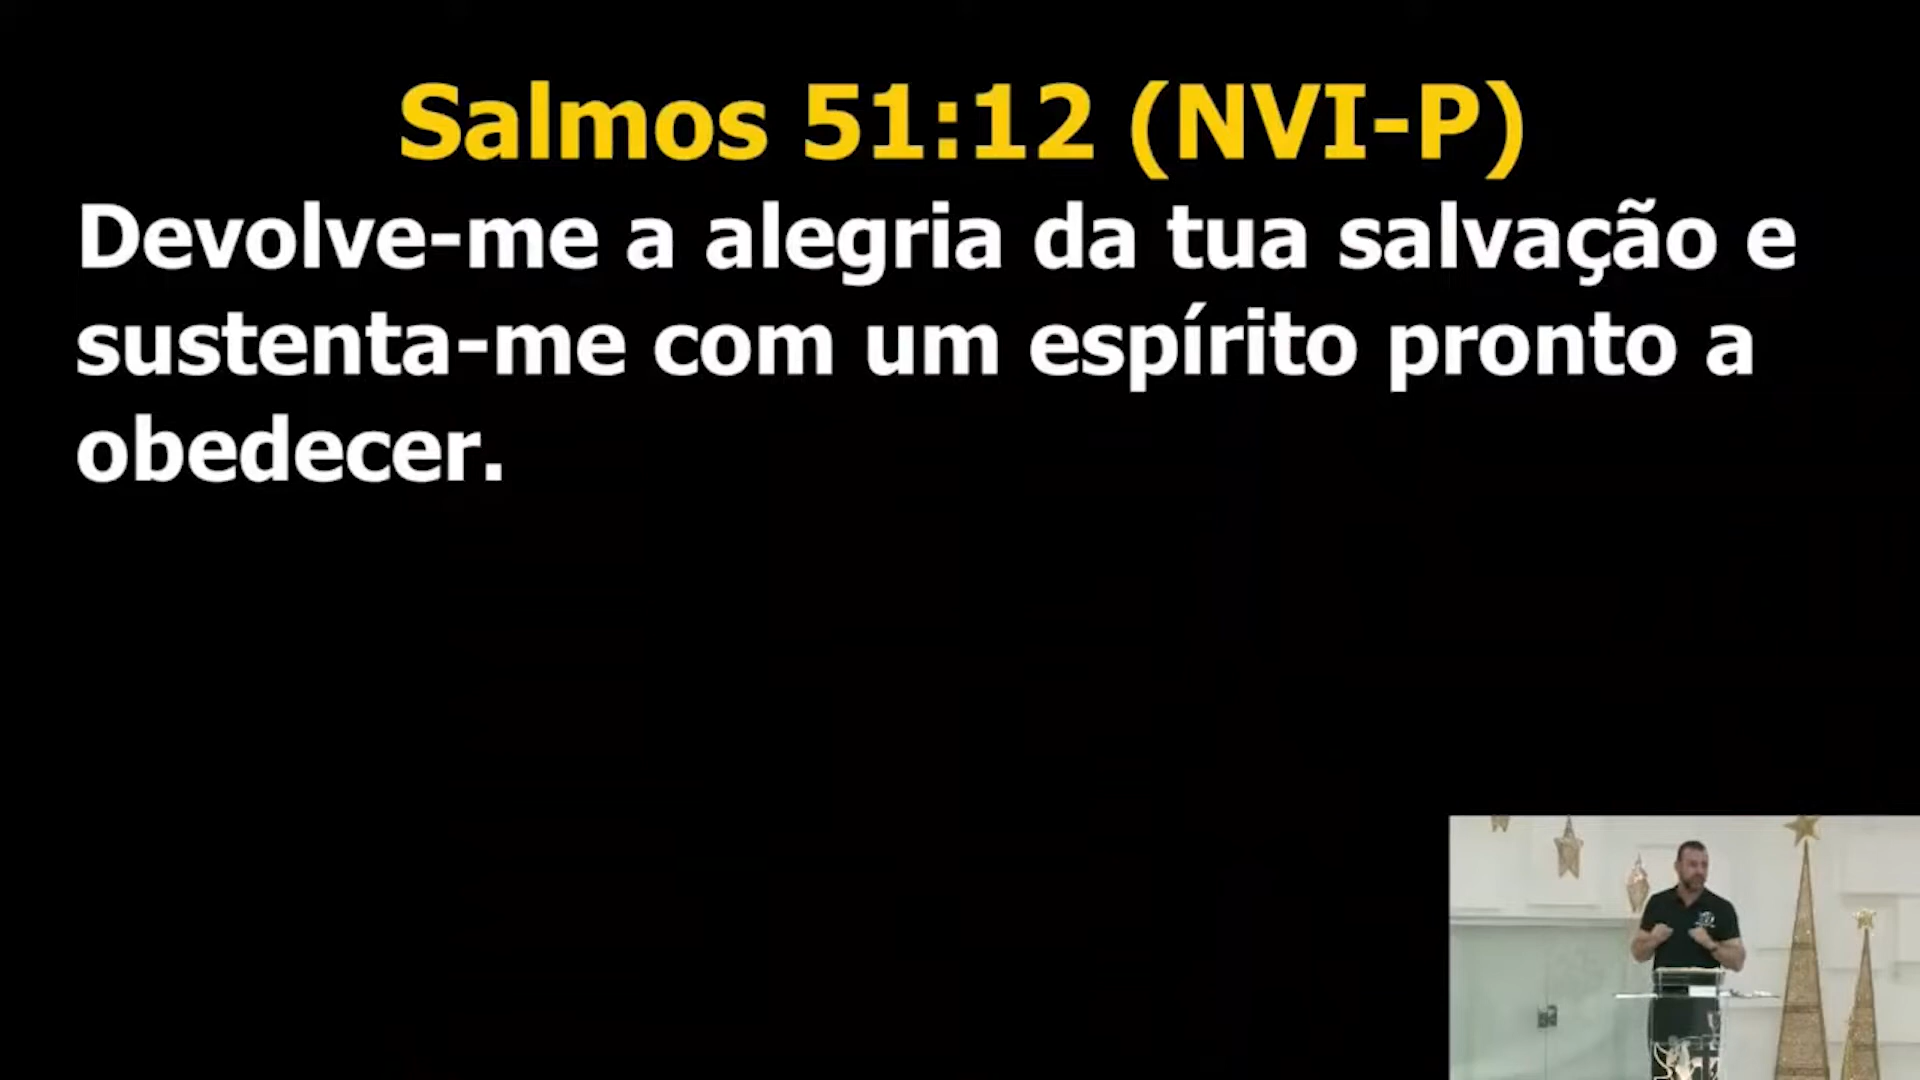 Salmos 51:12 (NVI-P)
Devolve-me a alegria da tua salvação e
sustenta-me com um espírito pronto a
obedecer.